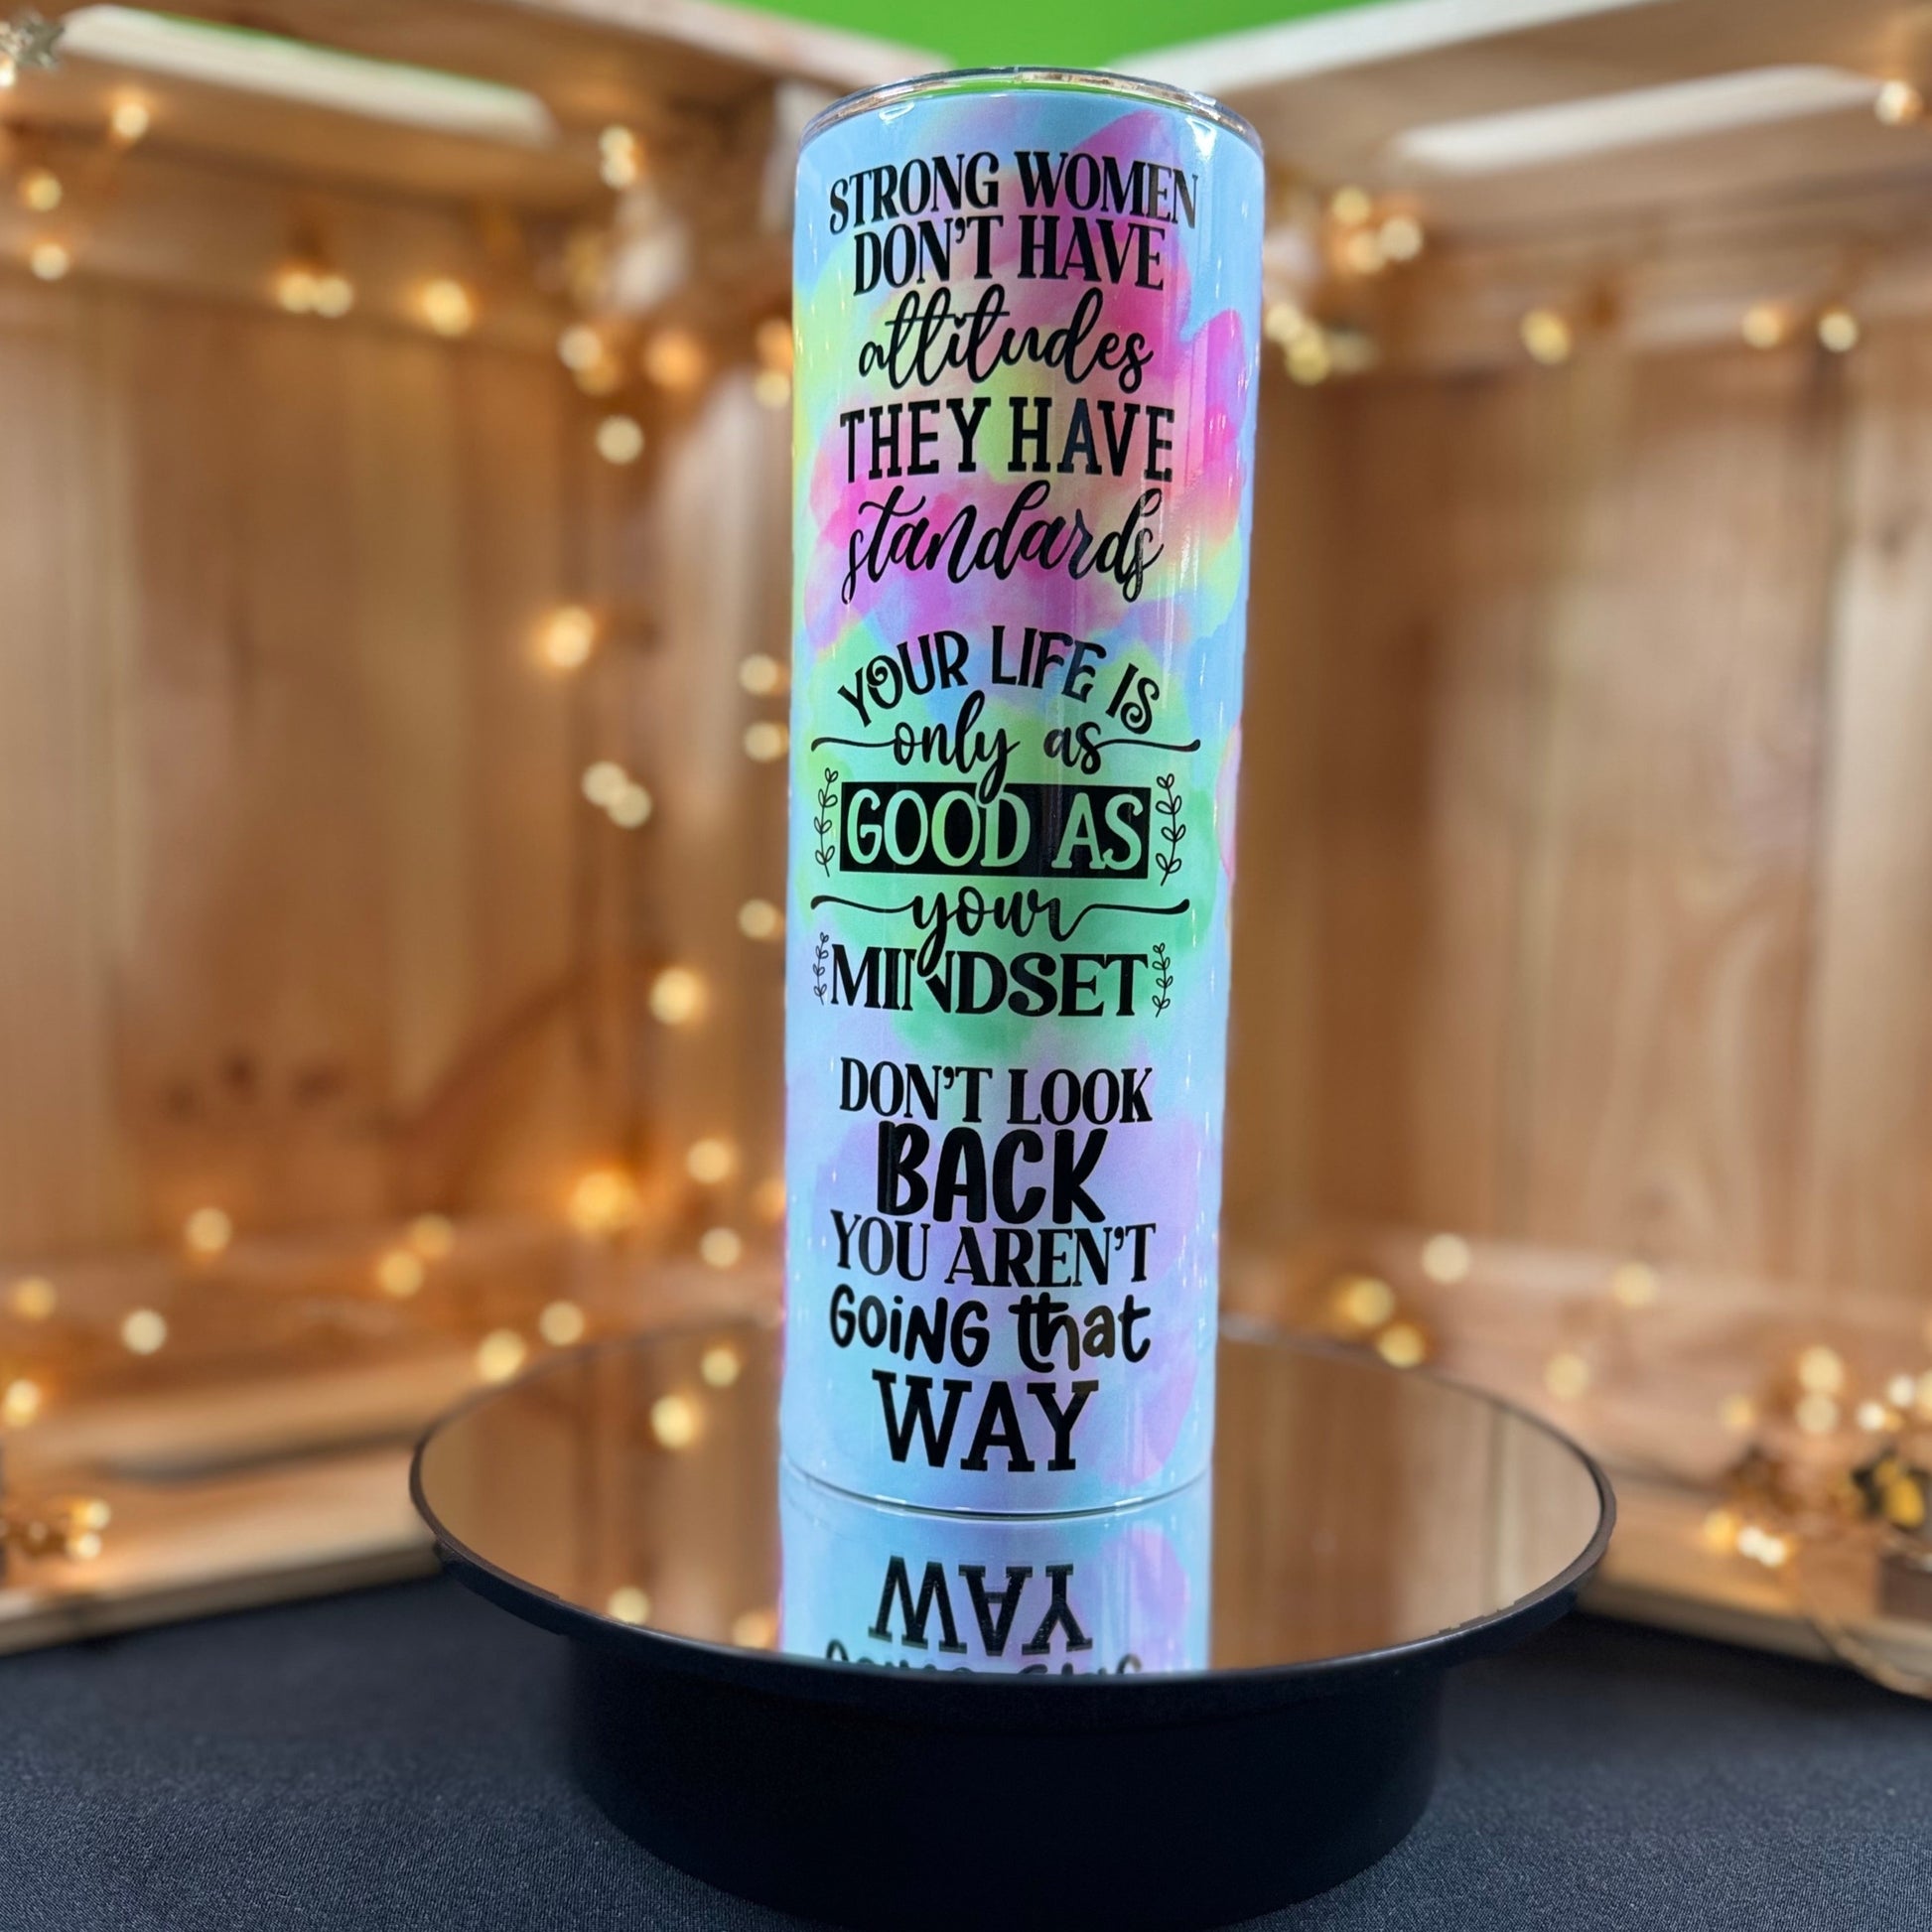 STRONG WOMEN
DON'T HAVE
attitudes
THEY HAVE
standards
YOUR LIFE IS
only as
GOOD AS
your
MINDSET
DON'T LOOK
BACK
YOU AREN'T
GOiNG that
WAY